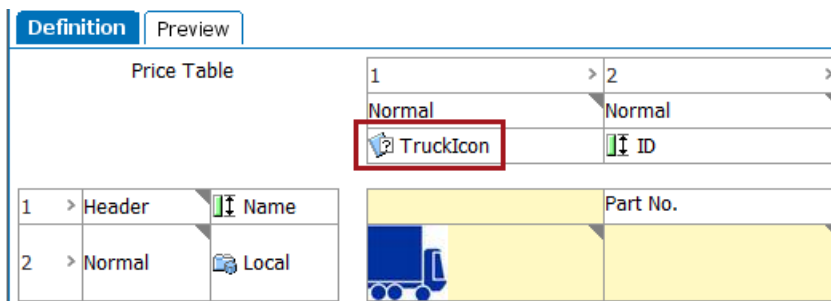 Definition Preview
Price Table 1 > 2 >
Normal Normal
TruckIcon ID
1 > Header Name Part No.
2 > Normal Local